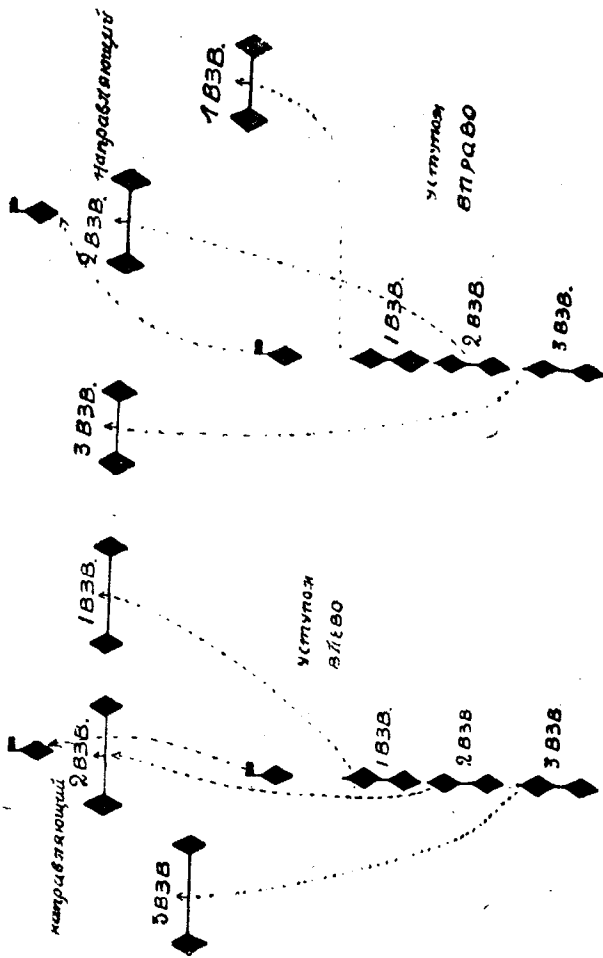 направляющий
2 ВЗВ.
1 ВЗВ.
3 ВЗВ
уступом
влево
1 ВЗВ.
2 ВЗВ
3 ВЗВ
направляющий
2 ВЗВ.
1 ВЗВ.
3 ВЗВ.
уступом
вправо
1 ВЗВ.
2 ВЗВ.
3 ВЗВ.